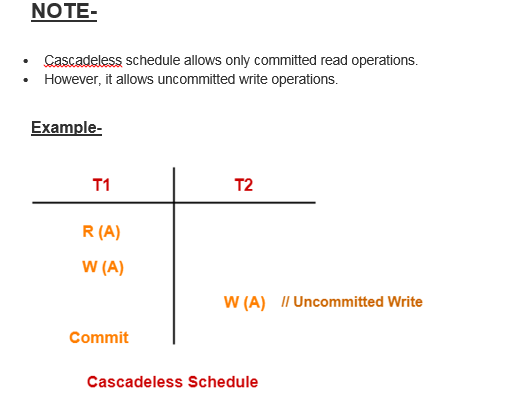 NOTE-
• Cascadeless schedule allows only committed read operations.
• However, it allows uncommitted write operations.
Example-
T1 T2
R (A)
W (A)
W (A) // Uncommitted Write
Commit
Cascadeless Schedule